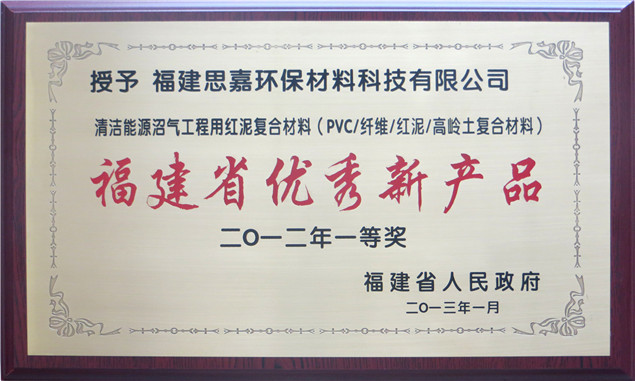 授予 福建思嘉环保材料科技有限公司
清洁能源沼气工程用红泥复合材料（PVC/纤维/红泥/高岭土复合材料）
福建省优秀新产品
二O一二年一等奖
福建省人民政府
二O一三年一月